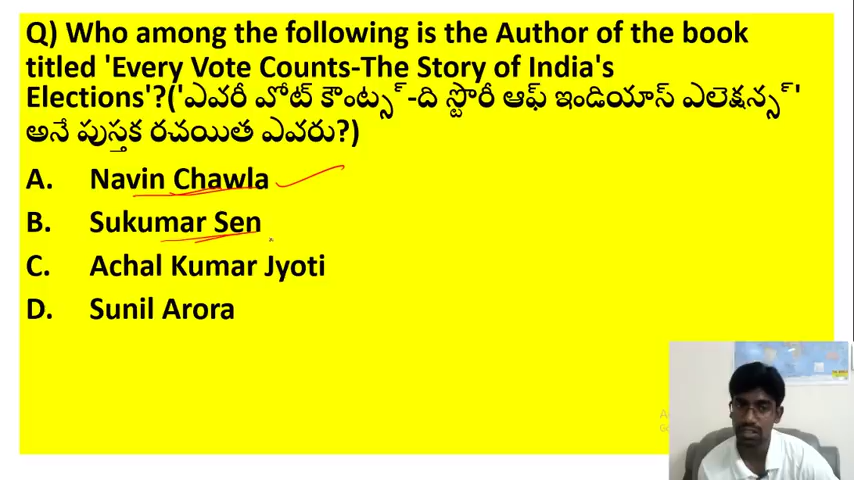 Q) Who among the following is the Author of the book
titled 'Every Vote Counts-The Story of India's
Elections'?('ఎవరీ వోట్ కౌంట్స్-ది స్టొరీ ఆఫ్ ఇండియాస్ ఎలెక్షన్స్'
అనే పుస్తక రచయిత ఎవరు?)
A. Navin Chawla
B. Sukumar Sen
C. Achal Kumar Jyoti
D. Sunil Arora